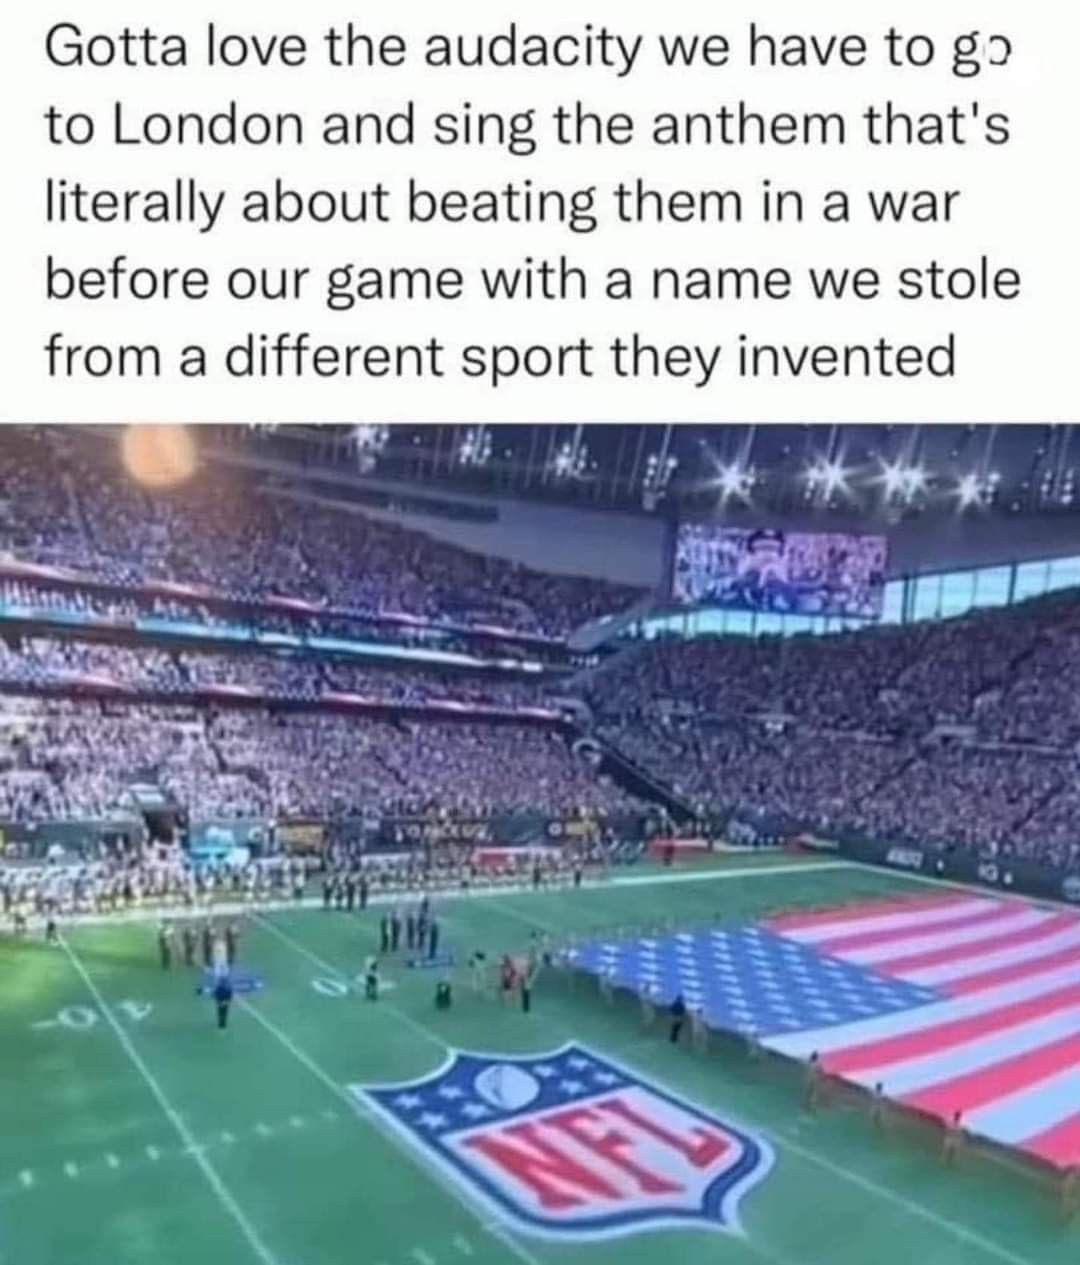 Gotta love the audacity we have to go
to London and sing the anthem that's
literally about beating them in a war
before our game with a name we stole
from a different sport they invented
NFL